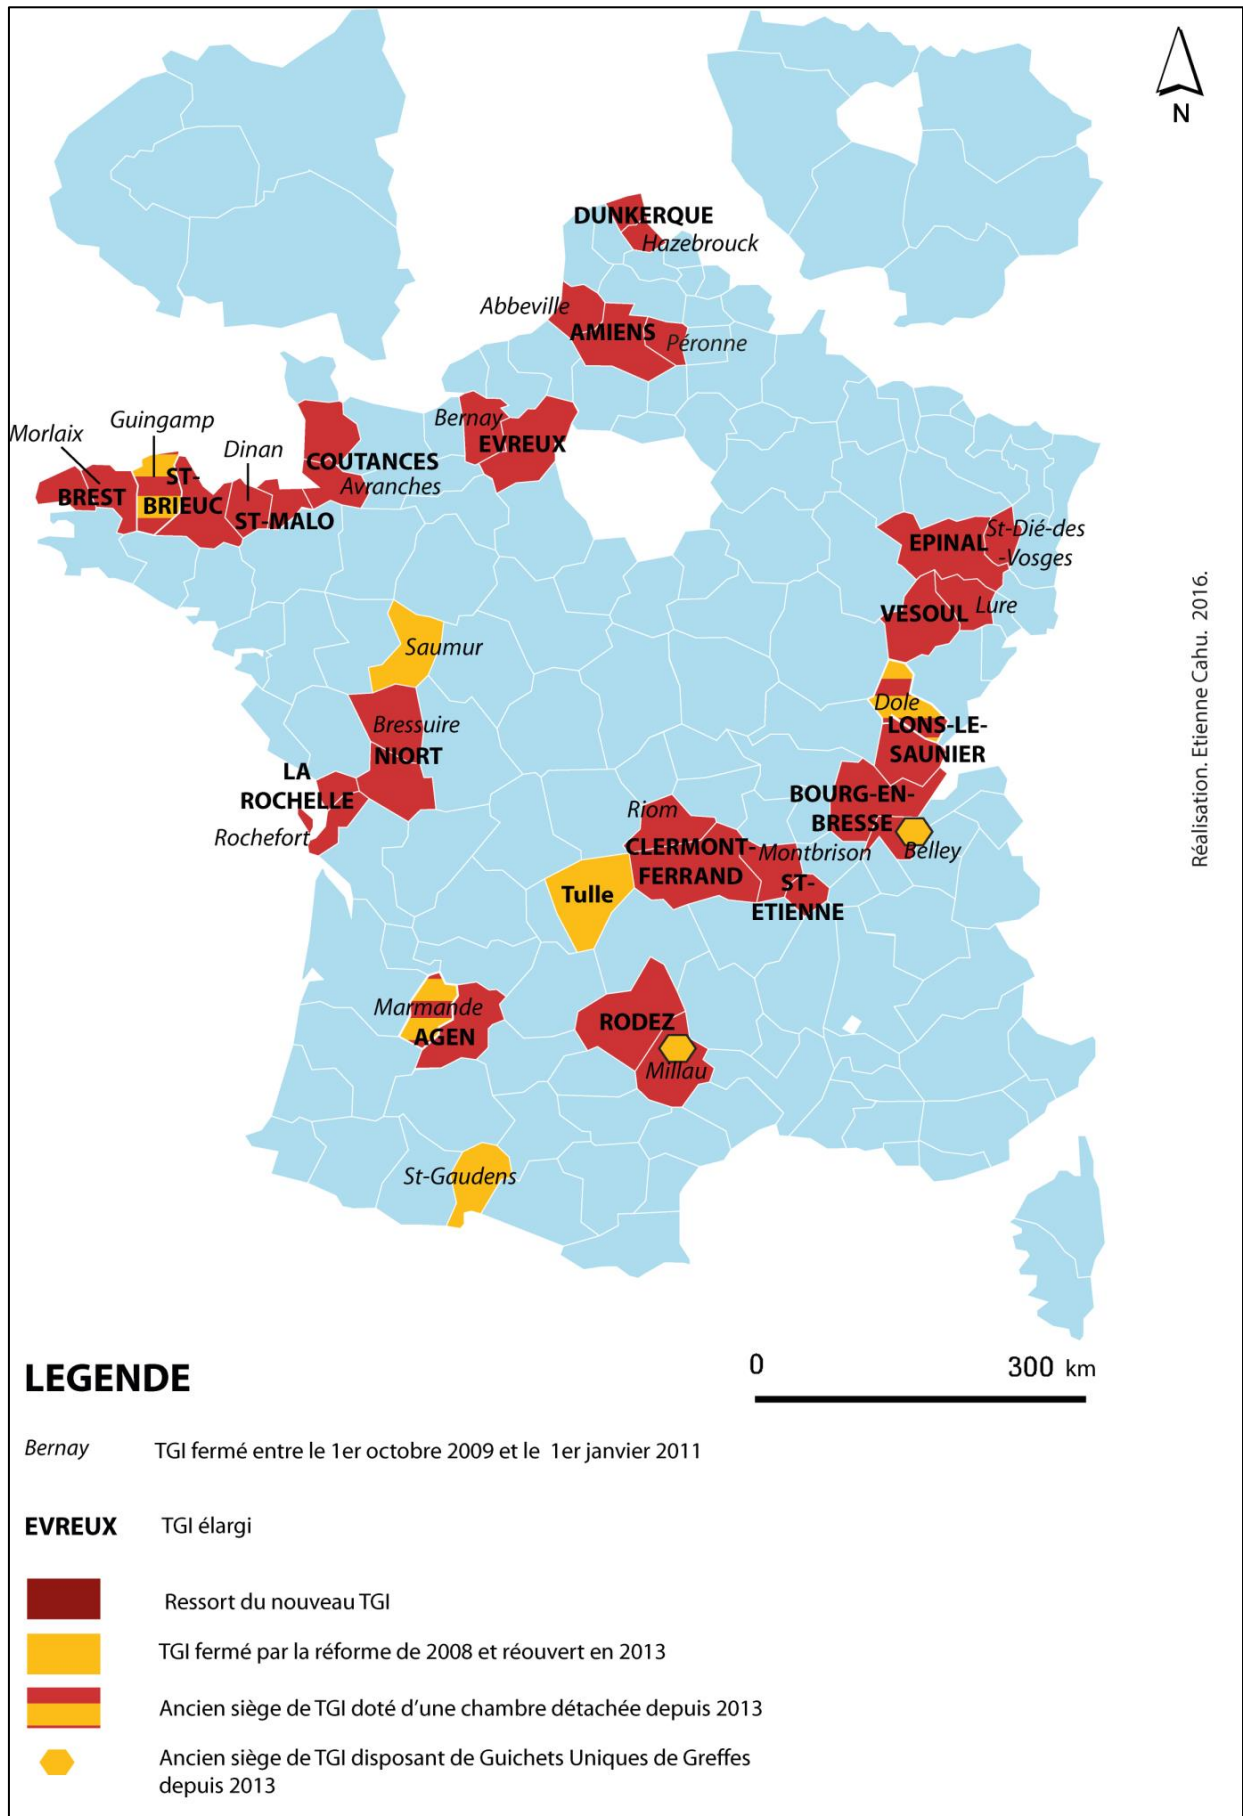 N
DUNKERQUE
Hazebrouck
Abbeville
AMIENS
Péronne
Bernay
EVREUX
Guingamp
Morlaix
Dinan
COUTANCES
Avranches
BREST
ST-
BRIEUC
ST-MALO
EPINAL
St-Dié-des
-Vosges
VESOUL
Lure
Saumur
Dole
LONS-LE-
SAUNIER
Bressuire
NIORT
LA
ROCHELLE
Rochefort
BOURG-EN-
BRESSE
Belley
Riom
CLERMONT-
FERRAND
Montbrison
ST-
ETIENNE
Tulle
Marmande
AGEN
RODEZ
Millau
St-Gaudens
Réalisation. Etienne Cahu. 2016.
0
300 km
LEGENDE
Bernay
TGI fermé entre le 1er octobre 2009 et le 1er janvier 2011
EVREUX
TGI élargi
Ressort du nouveau TGI
TGI fermé par la réforme de 2008 et réouvert en 2013
Ancien siège de TGI doté d'une chambre détachée depuis 2013
Ancien siège de TGI disposant de Guichets Uniques de Greffes
depuis 2013